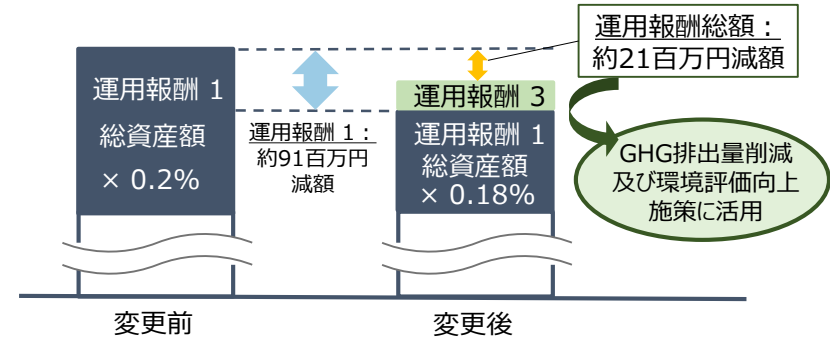 運用報酬総額：
約21百万円減額
運用報酬 1
総資産額
× 0.2%
運用報酬 1：
約91百万円
減額
運用報酬 3
運用報酬 1
総資産額
× 0.18%
GHG排出量削減
及び環境評価向上
施策に活用
変更前
変更後